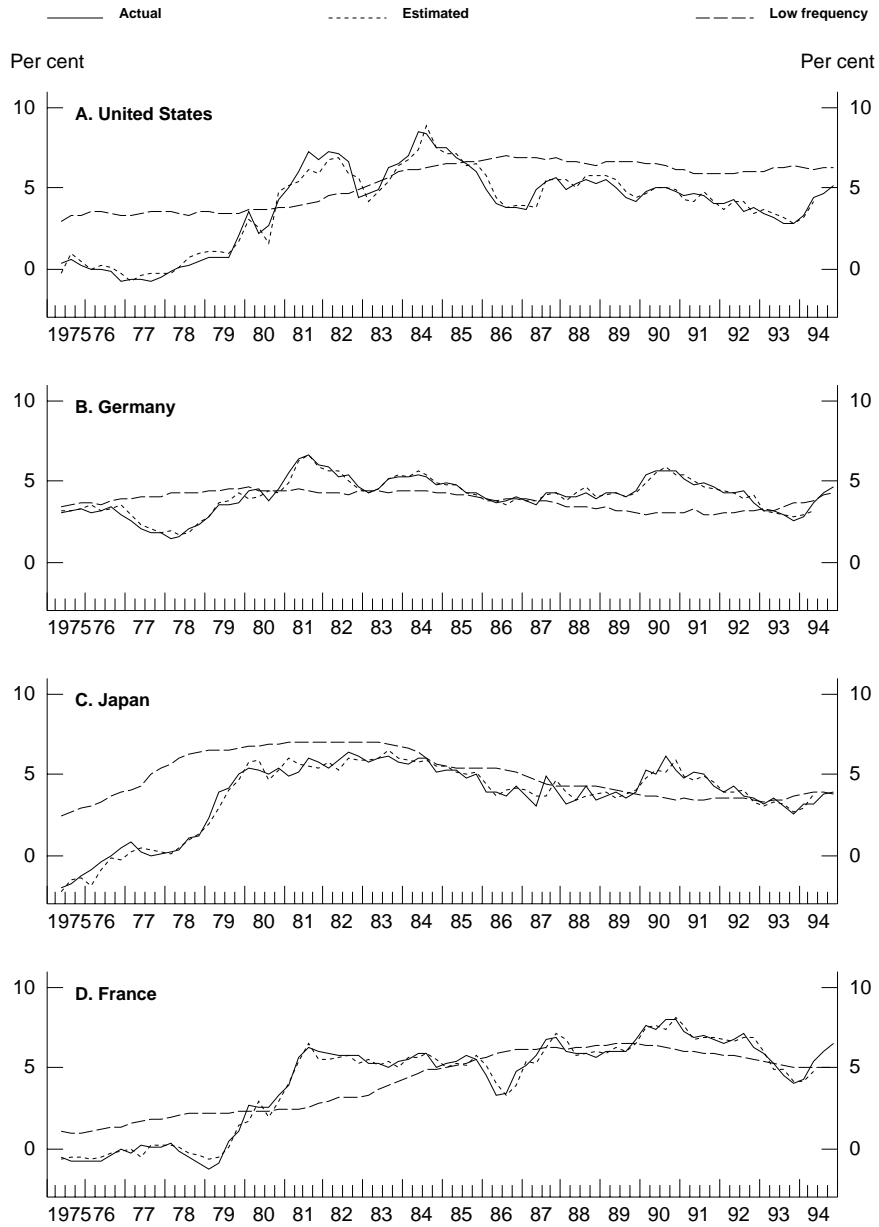 Actual Estimated Low frequency
Per cent Per cent
A. United States
10 10
5 5
0 0
1975 76 77 78 79 80 81 82 83 84 85 86 87 88 89 90 91 92 93 94
B. Germany
10 10
5 5
0 0
1975 76 77 78 79 80 81 82 83 84 85 86 87 88 89 90 91 92 93 94
C. Japan
10 10
5 5
0 0
1975 76 77 78 79 80 81 82 83 84 85 86 87 88 89 90 91 92 93 94
D. France
10 10
5 5
0 0
1975 76 77 78 79 80 81 82 83 84 85 86 87 88 89 90 91 92 93 94